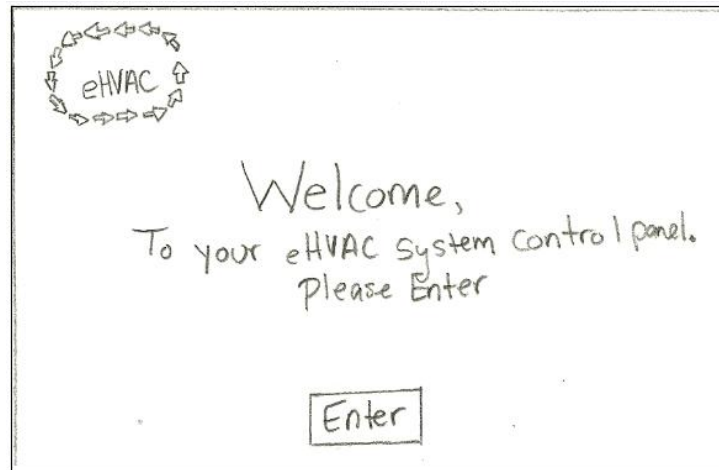 eHVAC
Welcome,
To your eHVAC system control panel.
Please Enter
Enter